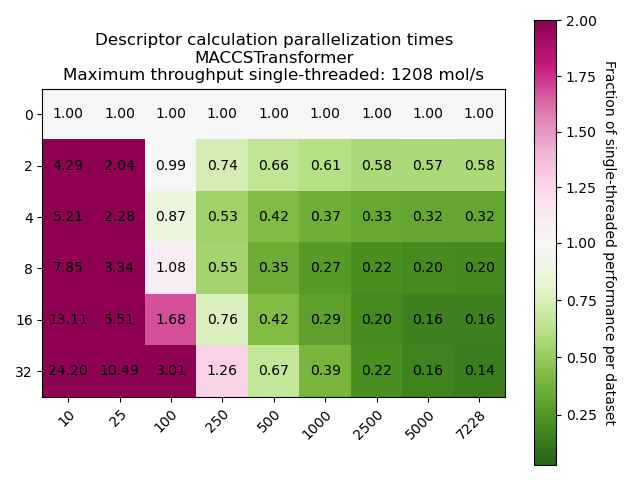 Descriptor calculation parallelization times
MACCSTransformer
Maximum throughput single-threaded: 1208 mol/s
0 1.00 1.00 1.00 1.00 1.00 1.00 1.00 1.00 1.00
2 4.29 2.04 0.99 0.74 0.66 0.61 0.58 0.57 0.58
4 5.21 2.28 0.87 0.53 0.42 0.37 0.33 0.32 0.32
8 7.85 3.34 1.08 0.55 0.35 0.27 0.22 0.20 0.20
16 13.11 5.51 1.68 0.76 0.42 0.29 0.20 0.16 0.16
32 24.20 10.49 3.01 1.26 0.67 0.39 0.22 0.16 0.14
10 25 100 250 500 1000 2500 5000 7228
2.00
1.75
1.50
1.25
1.00
0.75
0.50
0.25
Fraction of single-threaded performance per dataset